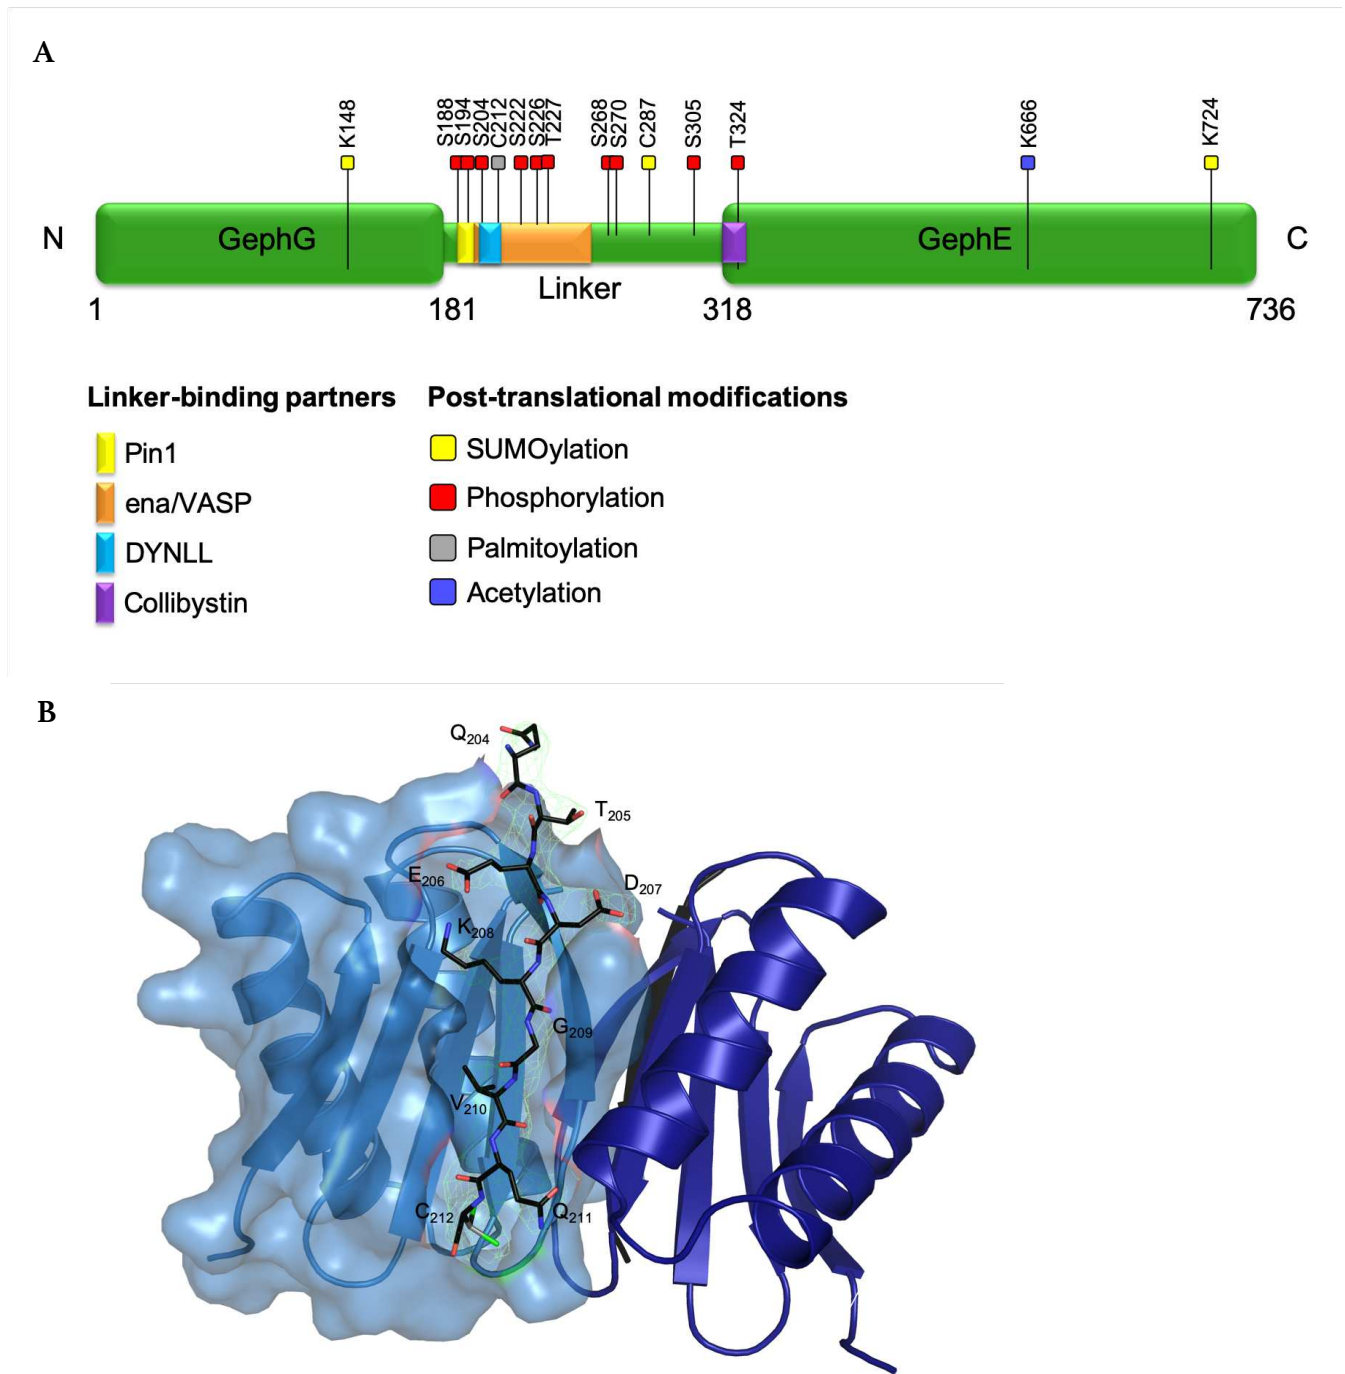 A
K148 S188 S194 S204 C212 S222 S226 T227 S268 S270 C287 S305 T324 K666 K724
N GephG GephE C
Linker
1 181 318 736
Linker-binding partners
Pin1
ena/VASP
DYNLL
Collibystin
Post-translational modifications
SUMOylation
Phosphorylation
Palmitoylation
Acetylation
B
Q204
T205
E206
D207
K208
G209
V210
C212
Q211